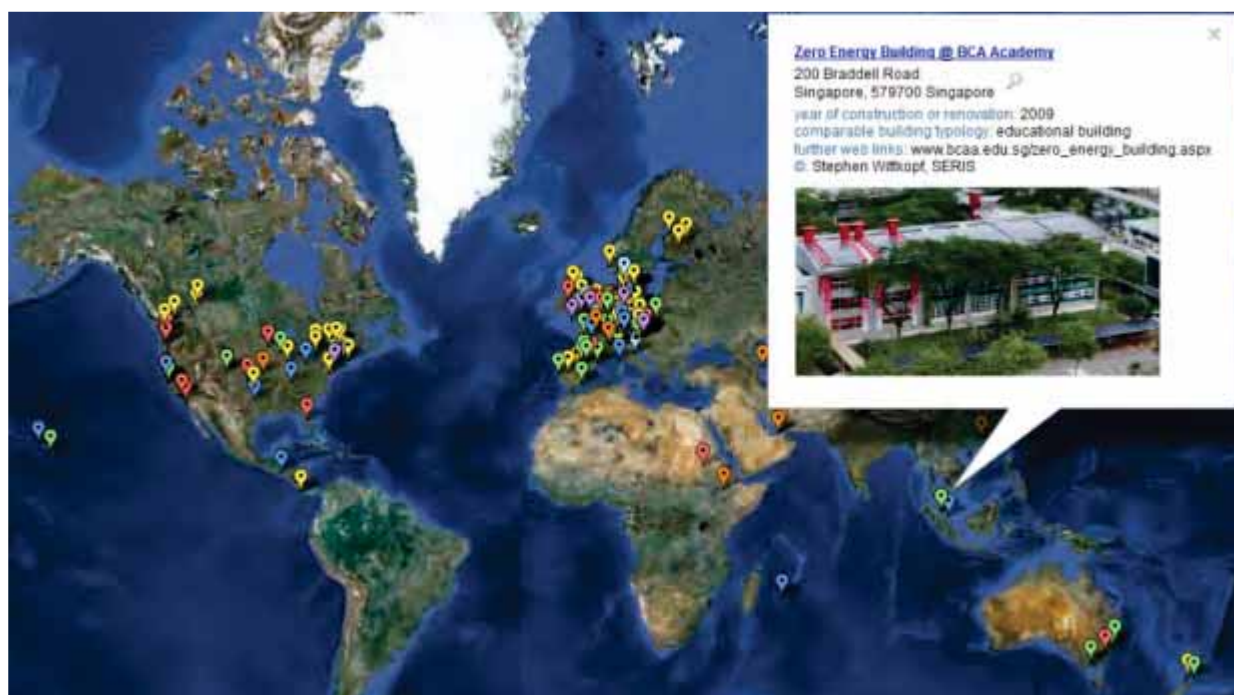 Zero Energy Building @ BCA Academy
200 Braddell Road
Singapore, 579700 Singapore
year of construction or renovation: 2009
comparable building typology: educational building
further web links: www.bcaa.edu.sg/zero_energy_building.aspx
©: Stephen Wittkopf, SERIS